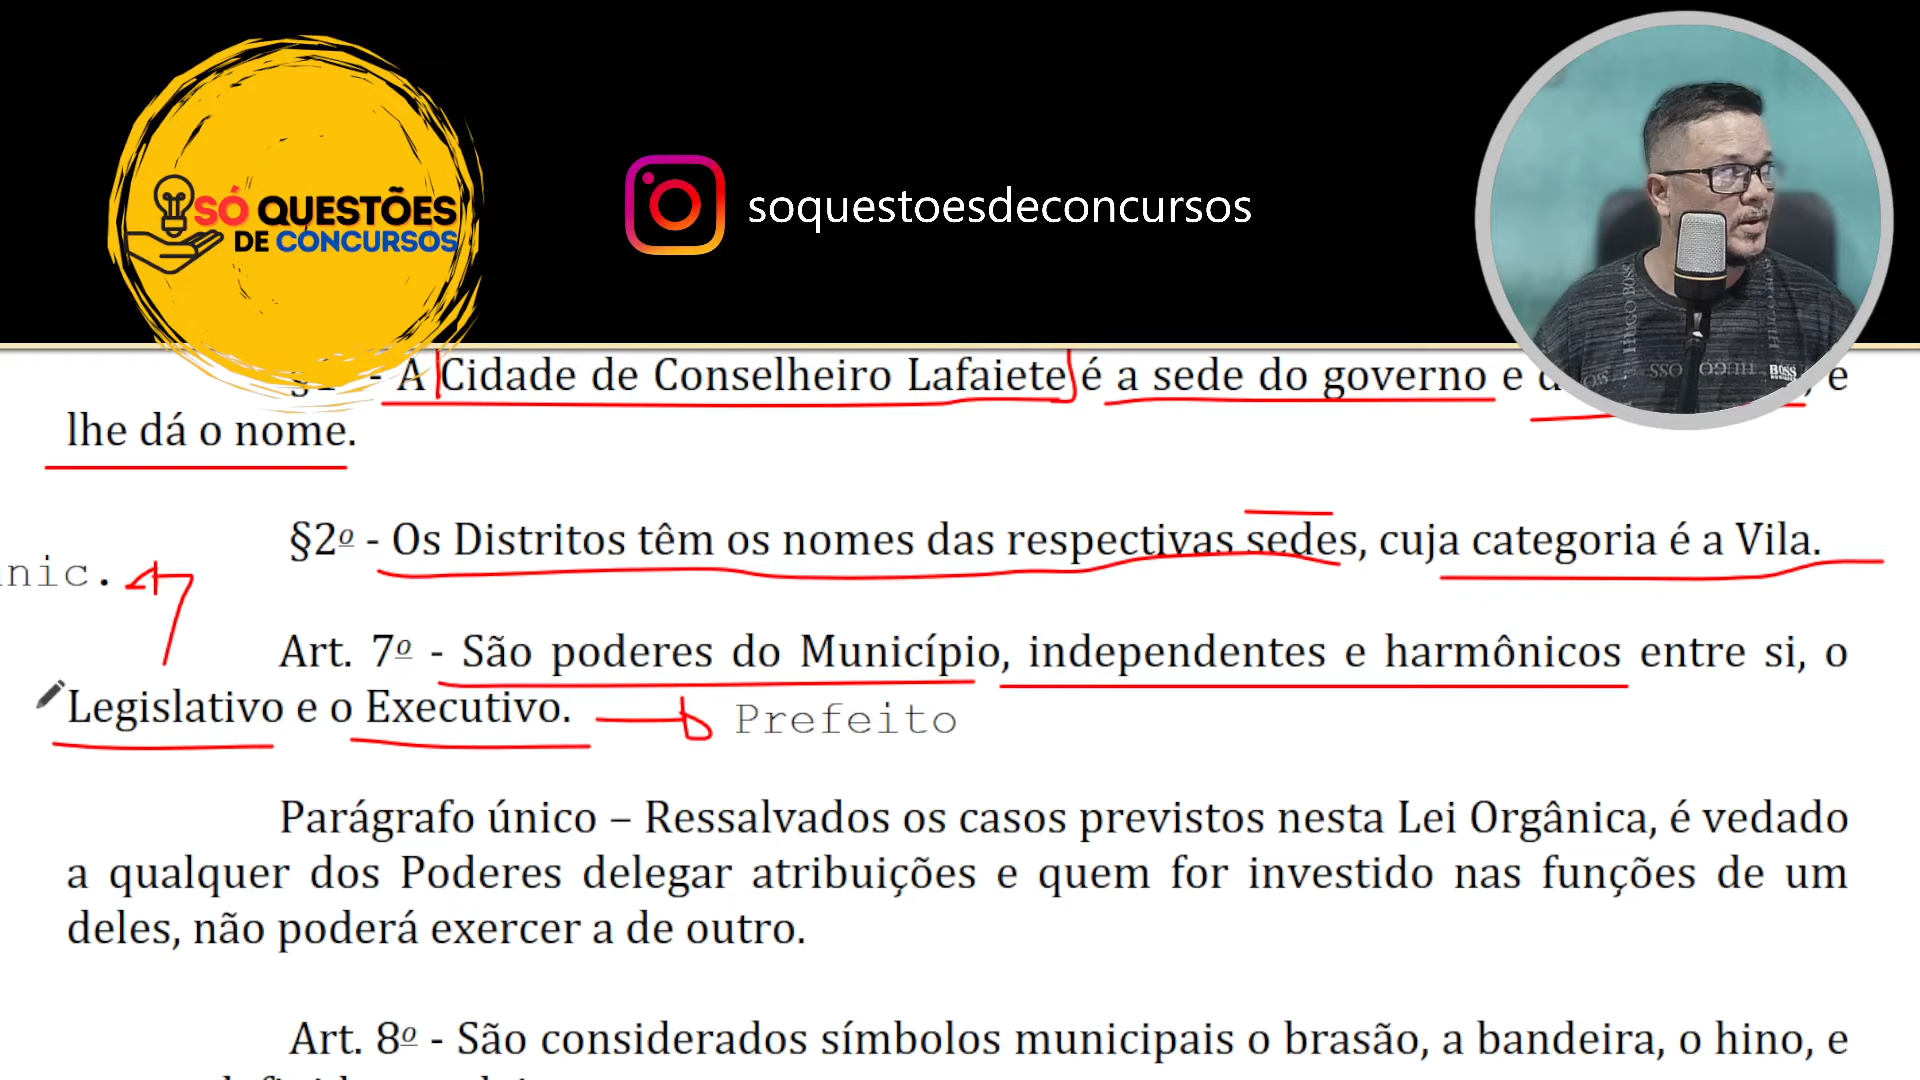 SÓ QUESTÕES
DE CONCURSOS
soquestoesdeconcursos
HUGO BOSS
BOSS
- A Cidade de Conselheiro Lafaiete é a sede do governo e
e
lhe dá o nome.
§2º - Os Distritos têm os nomes das respectivas sedes, cuja categoria é a Vila.
Art. 7º - São poderes do Município, independentes e harmônicos entre si, o
Legislativo e o Executivo.
Prefeito
Parágrafo único – Ressalvados os casos previstos nesta Lei Orgânica, é vedado
a qualquer dos Poderes delegar atribuições e quem for investido nas funções de um
deles, não poderá exercer a de outro.
Art. 8º - São considerados símbolos municipais o brasão, a bandeira, o hino, e